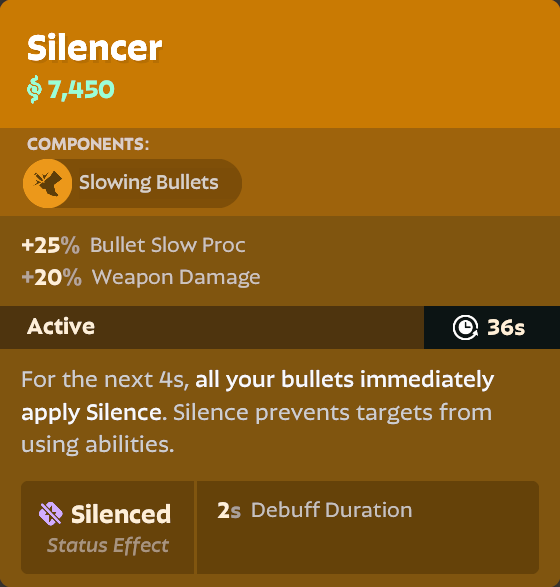 Silencer
7,450
COMPONENTS:
Slowing Bullets
+25% Bullet Slow Proc
+20% Weapon Damage
Active 36s
For the next 4s, all your bullets immediately
apply Silence. Silence prevents targets from
using abilities.
Silenced 2s Debuff Duration
Status Effect